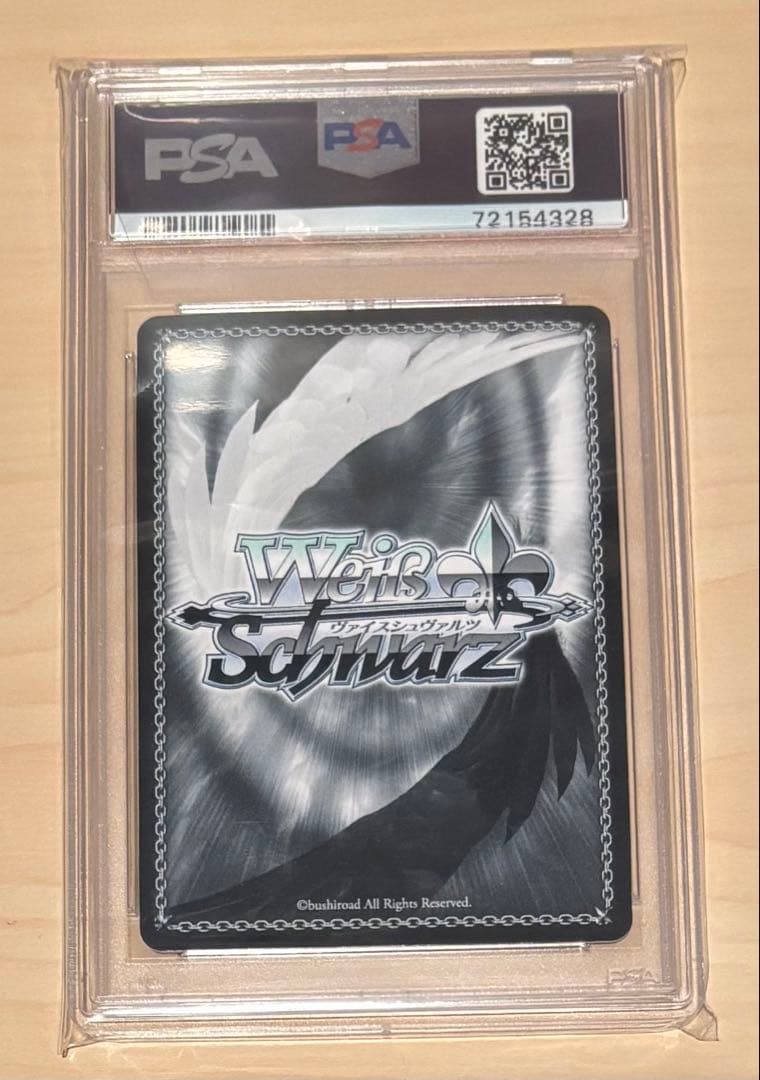 PSA
PSA
72154328
Weiß
ヴァイスシュヴァルツ
Schwarz
©bushiroad All Rights Reserved.
PSA